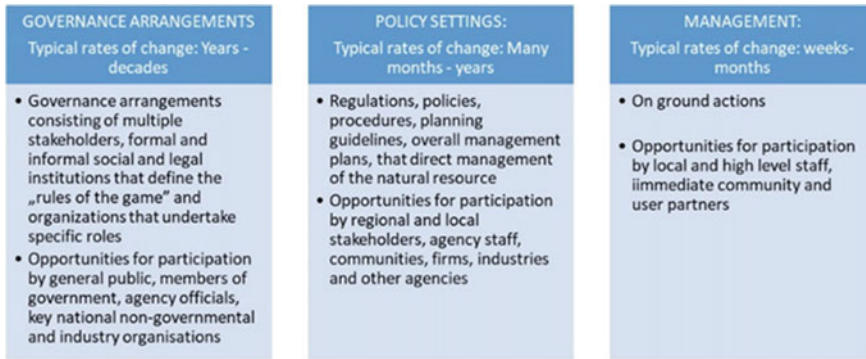 GOVERNANCE ARRANGEMENTS
Typical rates of change: Years -
decades
• Governance arrangements
consisting of multiple
stakeholders, formal and
informal social and legal
institutions that define the
„rules of the game” and
organizations that undertake
specific roles
• Opportunities for participation
by general public, members of
government, agency officials,
key national non-governmental
and industry organisations
POLICY SETTINGS:
Typical rates of change: Many
months - years
• Regulations, policies,
procedures, planning
guidelines, overall management
plans, that direct management
of the natural resource
• Opportunities for participation
by regional and local
stakeholders, agency staff,
communities, firms, industries
and other agencies
MANAGEMENT:
Typical rates of change: weeks-
months
• On ground actions
• Opportunities for participation
by local and high level staff,
iimmediate community and
user partners